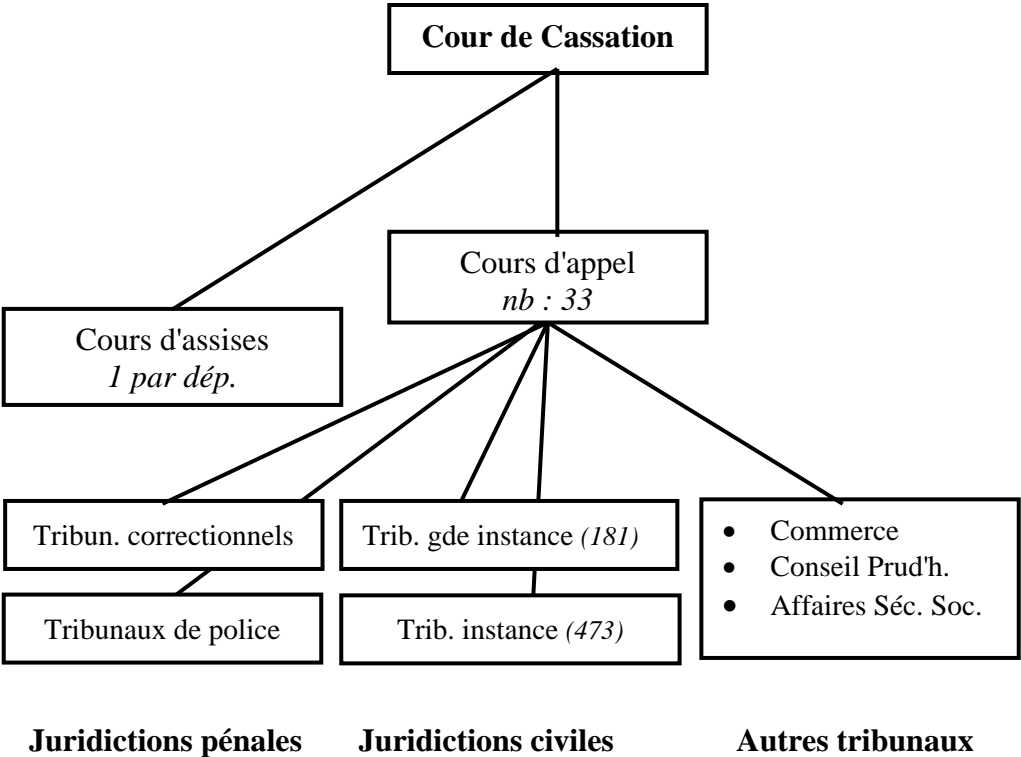 Cour de Cassation
Cours d'appel
nb : 33
Cours d'assises
1 par dép.
Tribun. correctionnels
Trib. gde instance (181)
• Commerce
• Conseil Prud'h.
• Affaires Séc. Soc.
Tribunaux de police
Trib. instance (473)
Juridictions pénales
Juridictions civiles
Autres tribunaux